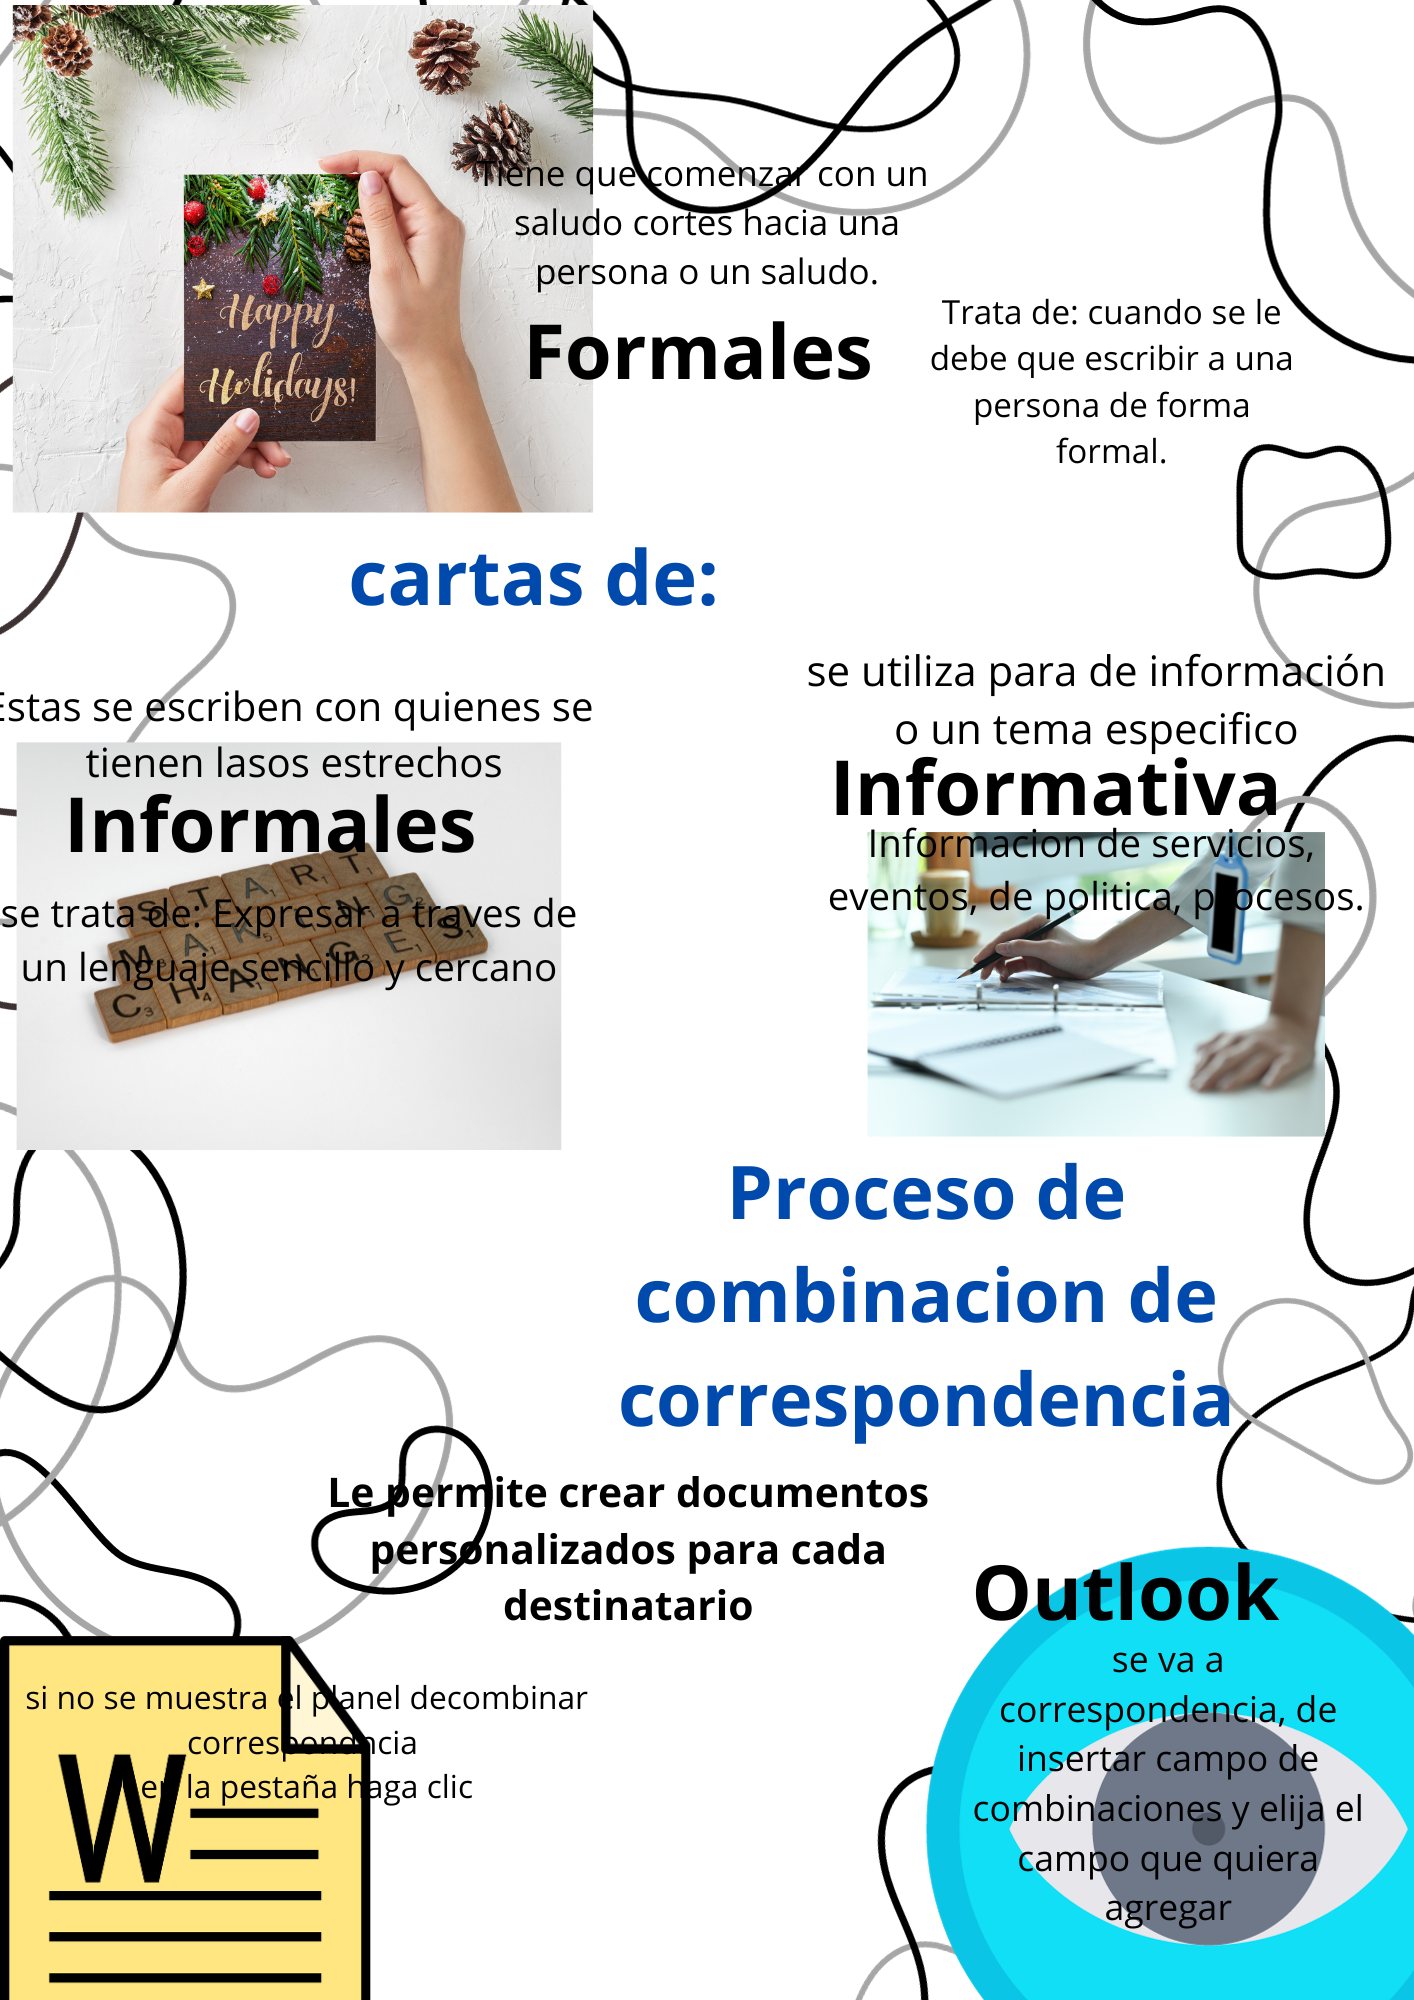 Happy
Holidays!
Tiene que comenzar con un
saludo cortes hacia una
persona o un saludo.
Formales
Trata de: cuando se le
debe que escribir a una
persona de forma
formal.
cartas de:
Estas se escriben con quienes se
tienen lasos estrechos
Informales
se trata de: Expresar a traves de
un lenguaje sencillo y cercano
START
MAKING
CHANGES
se utiliza para de información
o un tema especifico
Informativa
Informacion de servicios,
eventos, de politica, procesos.
Proceso de
combinacion de
correspondencia
Le permite crear documentos
personalizados para cada
destinatario
si no se muestra el planel decombinar
correspondncia
en la pestaña haga clic
W
Outlook
se va a
correspondencia, de
insertar campo de
combinaciones y elija el
campo que quiera
agregar